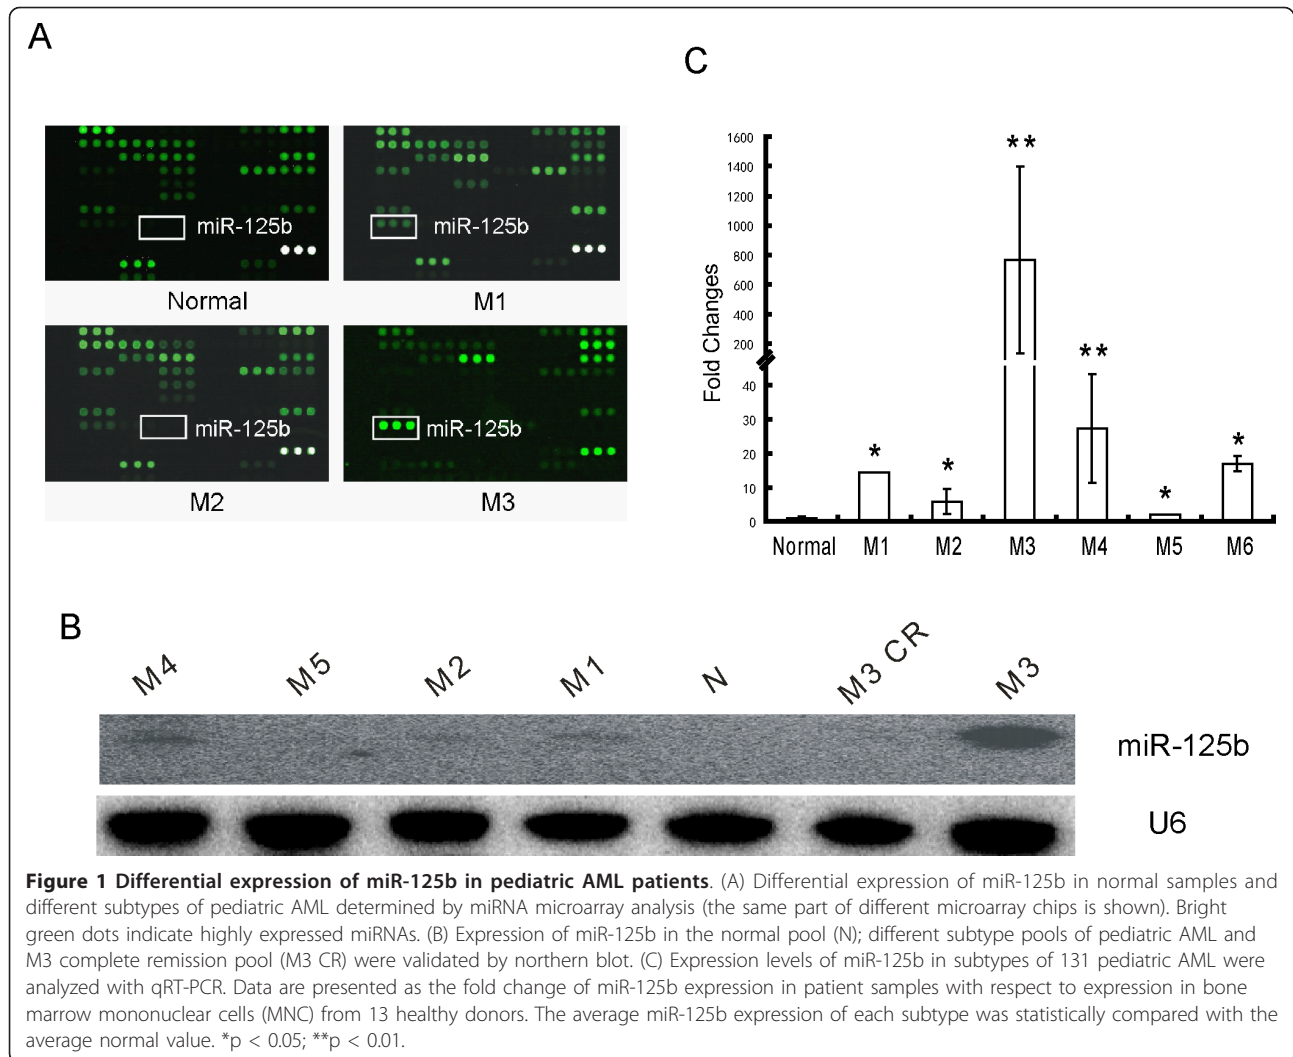 A
miR-125b
Normal
miR-125b
M1
miR-125b
M2
miR-125b
M3
C
Fold Changes
1600
1400
1200
1000
800
600
400
200
40
30
20
10
0
*
*
**
**
*
*
Normal M1 M2 M3 M4 M5 M6
B
M4 M5 M2 M1 N M3 CR M3
miR-125b
U6
Figure 1 Differential expression of miR-125b in pediatric AML patients. (A) Differential expression of miR-125b in normal samples and
different subtypes of pediatric AML determined by miRNA microarray analysis (the same part of different microarray chips is shown). Bright
green dots indicate highly expressed miRNAs. (B) Expression of miR-125b in the normal pool (N); different subtype pools of pediatric AML and
M3 complete remission pool (M3 CR) were validated by northern blot. (C) Expression levels of miR-125b in subtypes of 131 pediatric AML were
analyzed with qRT-PCR. Data are presented as the fold change of miR-125b expression in patient samples with respect to expression in bone
marrow mononuclear cells (MNC) from 13 healthy donors. The average miR-125b expression of each subtype was statistically compared with the
average normal value. *p < 0.05; **p < 0.01.